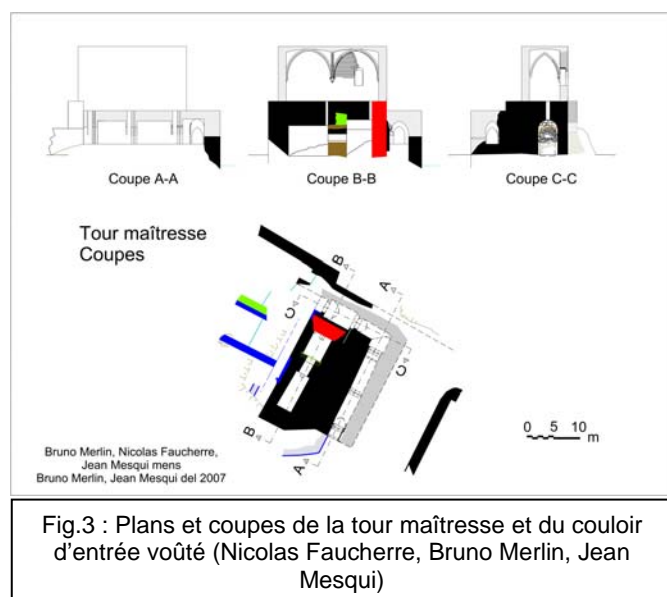 Coupe A-A
Coupe B-B
Coupe C-C
Tour maîtresse
Coupes
B
A
C
C
B
A
0 5 10
m
Bruno Merlin, Nicolas Faucherre,
Jean Mesqui mens
Bruno Merlin, Jean Mesqui del 2007
Fig.3 : Plans et coupes de la tour maîtresse et du couloir
d'entrée voûté (Nicolas Faucherre, Bruno Merlin, Jean
Mesqui)